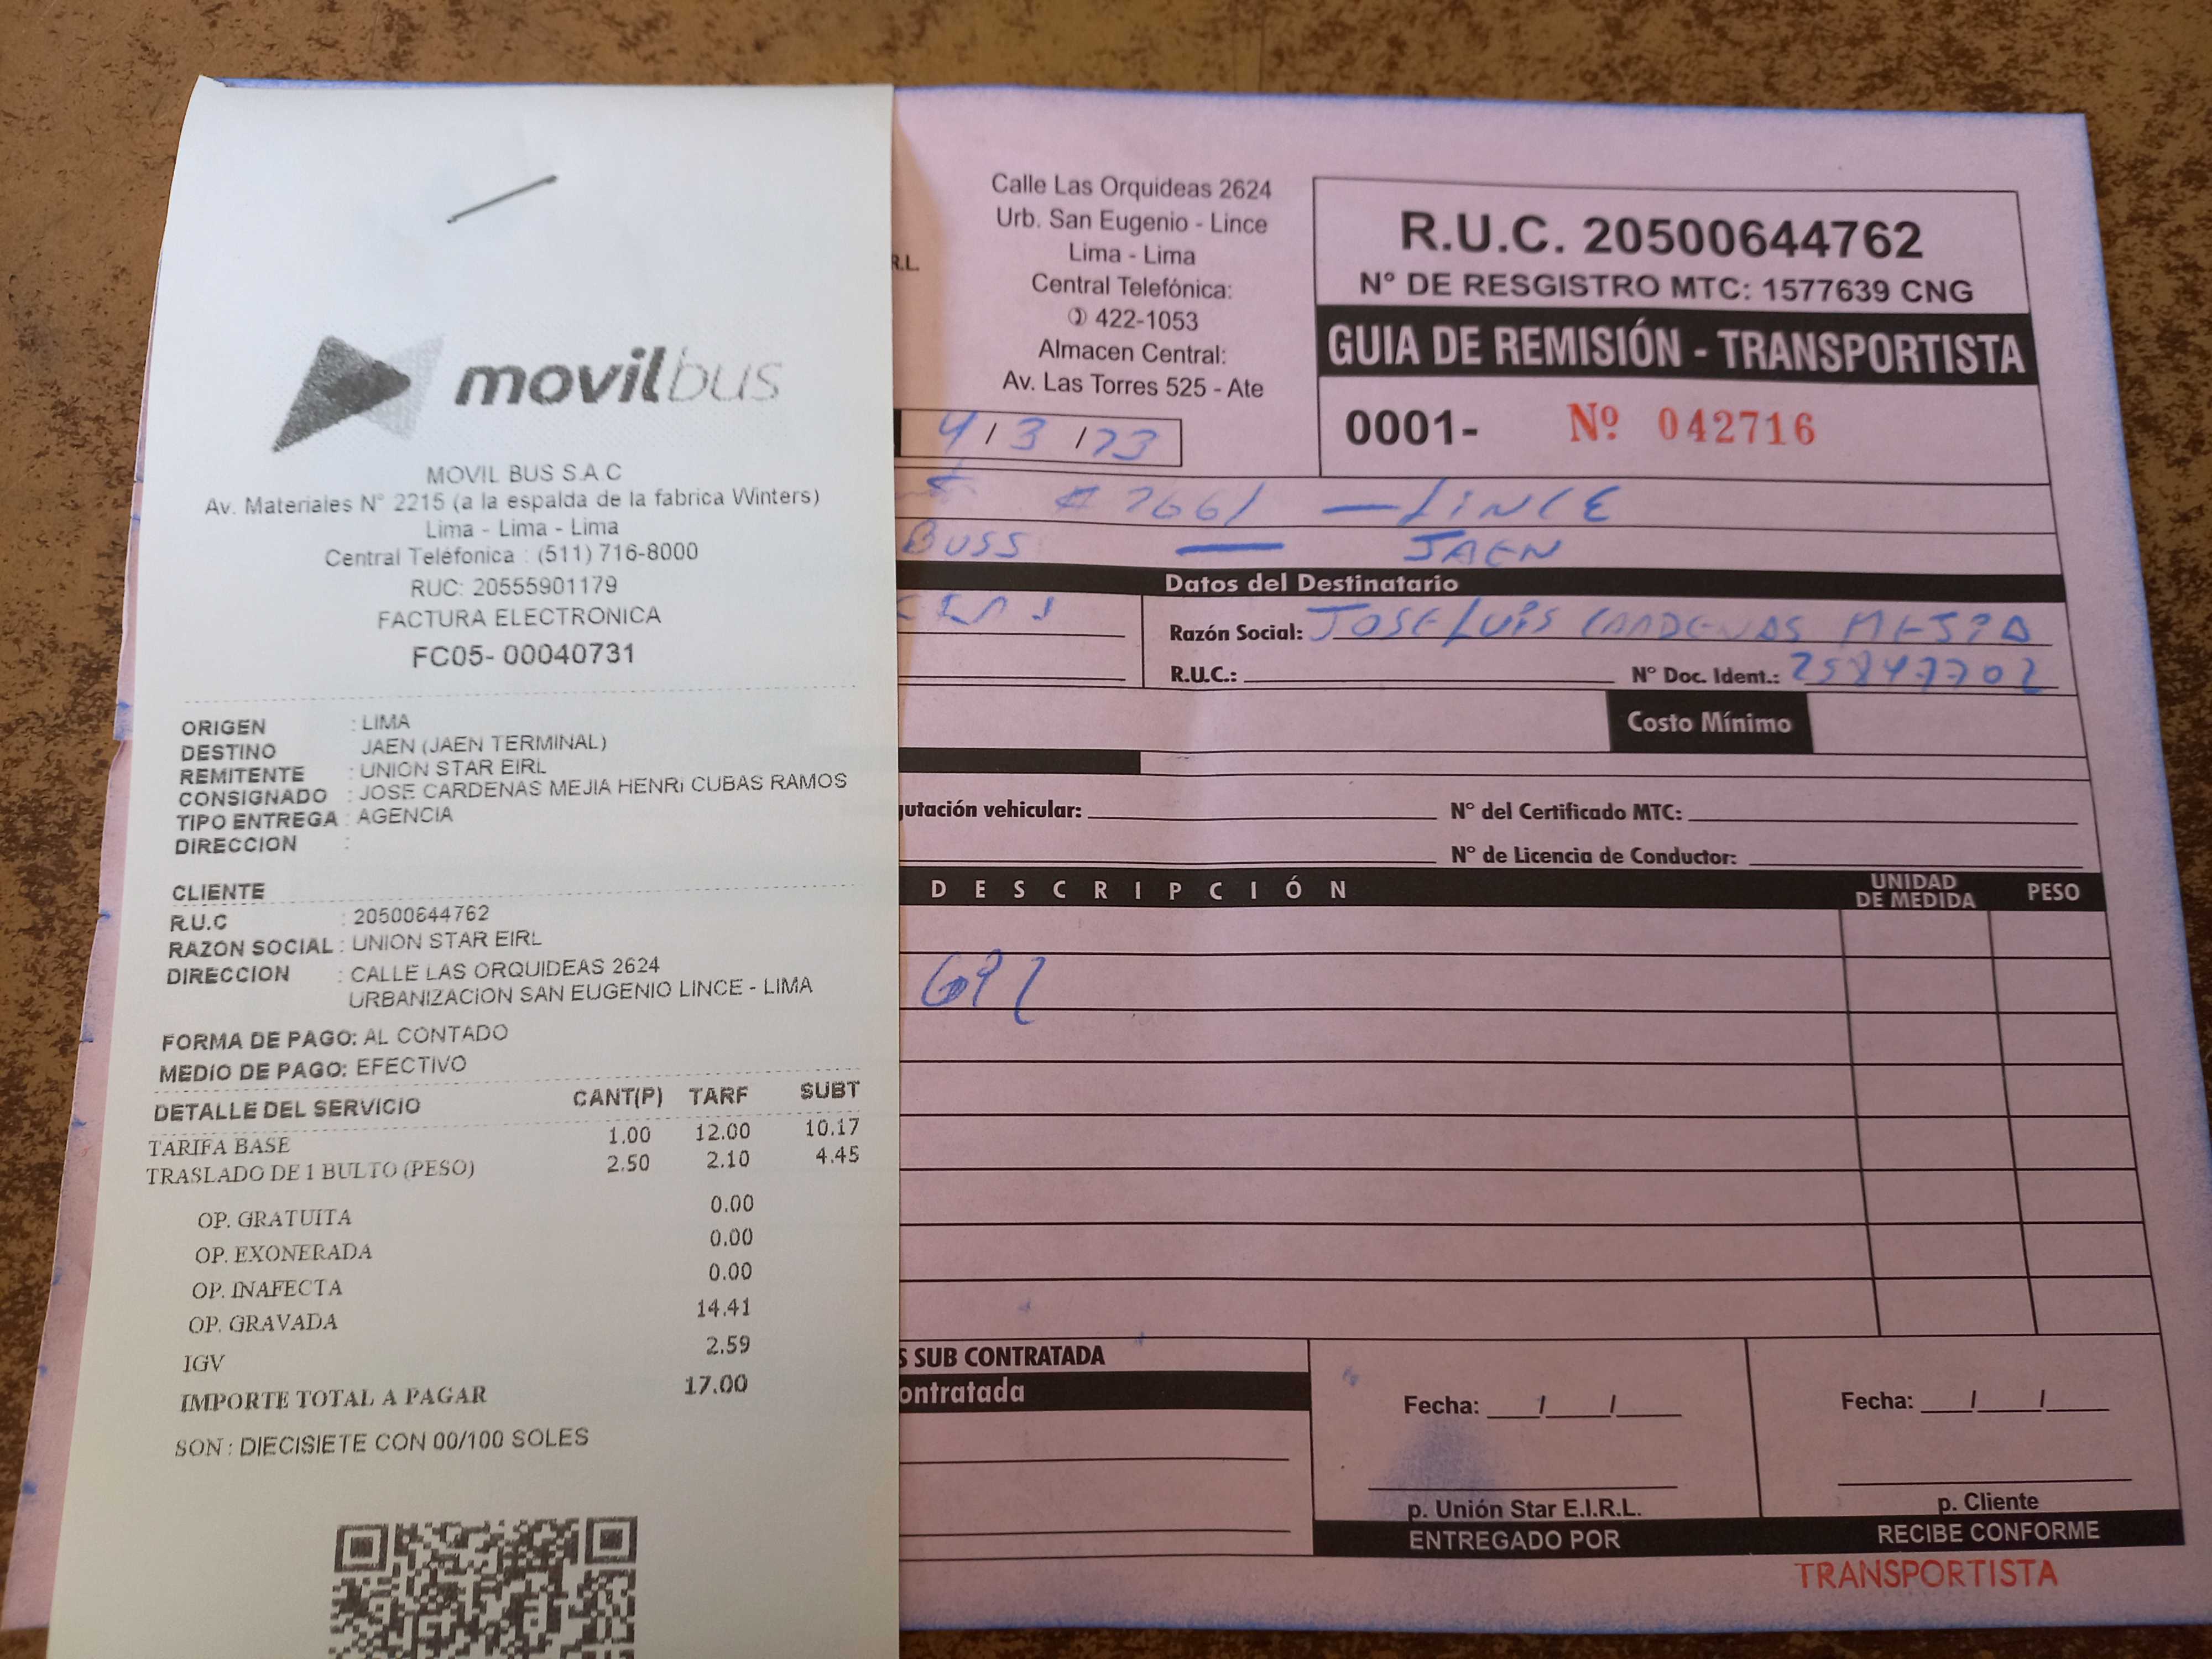 movilbus
MOVIL BUS S.A.C
Av. Materiales N° 2215 (a la espalda de la fabrica Winters)
Lima - Lima - Lima
Central Teléfonica : (511) 716-8000
RUC: 20555901179
FACTURA ELECTRONICA
FC05- 00040731
ORIGEN : LIMA
DESTINO JAEN (JAEN TERMINAL)
REMITENTE : UNION STAR EIRL
CONSIGNADO : JOSE CARDENAS MEJIA HENRI CUBAS RAMOS
TIPO ENTREGA : AGENCIA
DIRECCION :
CLIENTE
R.U.C : 20500644762
RAZON SOCIAL : UNION STAR EIRL
DIRECCION : CALLE LAS ORQUIDEAS 2624
URBANIZACION SAN EUGENIO LINCE - LIMA
FORMA DE PAGO: AL CONTADO
MEDIO DE PAGO: EFECTIVO
DETALLE DEL SERVICIO CANT(P) TARF SUBT
TARIFA BASE 1.00 12.00 10.17
TRASLADO DE 1 BULTO (PESO) 2.50 2.10 4.45
OP. GRATUITA 0.00
OP. EXONERADA 0.00
OP. INAFECTA 0.00
OP. GRAVADA 14.41
IGV 2.59
IMPORTE TOTAL A PAGAR 17.00
SON : DIECISIETE CON 00/100 SOLES
R.L.
Calle Las Orquideas 2624
Urb. San Eugenio - Lince
Lima - Lima
Central Telefónica:
422-1053
Almacen Central:
Av. Las Torres 525 - Ate
R.U.C. 20500644762
N° DE RESGISTRO MTC: 1577639 CNG
GUIA DE REMISIÓN - TRANSPORTISTA
0001- Nº 042716
4 / 3 / 23
# 2661 — LINCE
BUSS — JAEN
Datos del Destinatario
Razón Social: JOSE LUIS CARDENAS MEJIA
R.U.C.: N° Doc. Ident.: 25847702
Costo Mínimo
vehicular: N° del Certificado MTC:
N° de Licencia de Conductor:
DESCRIPCIÓN UNIDAD DE MEDIDA PESO
S SUB CONTRATADA
ontratada
Fecha: / / Fecha: / /
p. Unión Star E.I.R.L. p. Cliente
ENTREGADO POR RECIBE CONFORME
TRANSPORTISTA